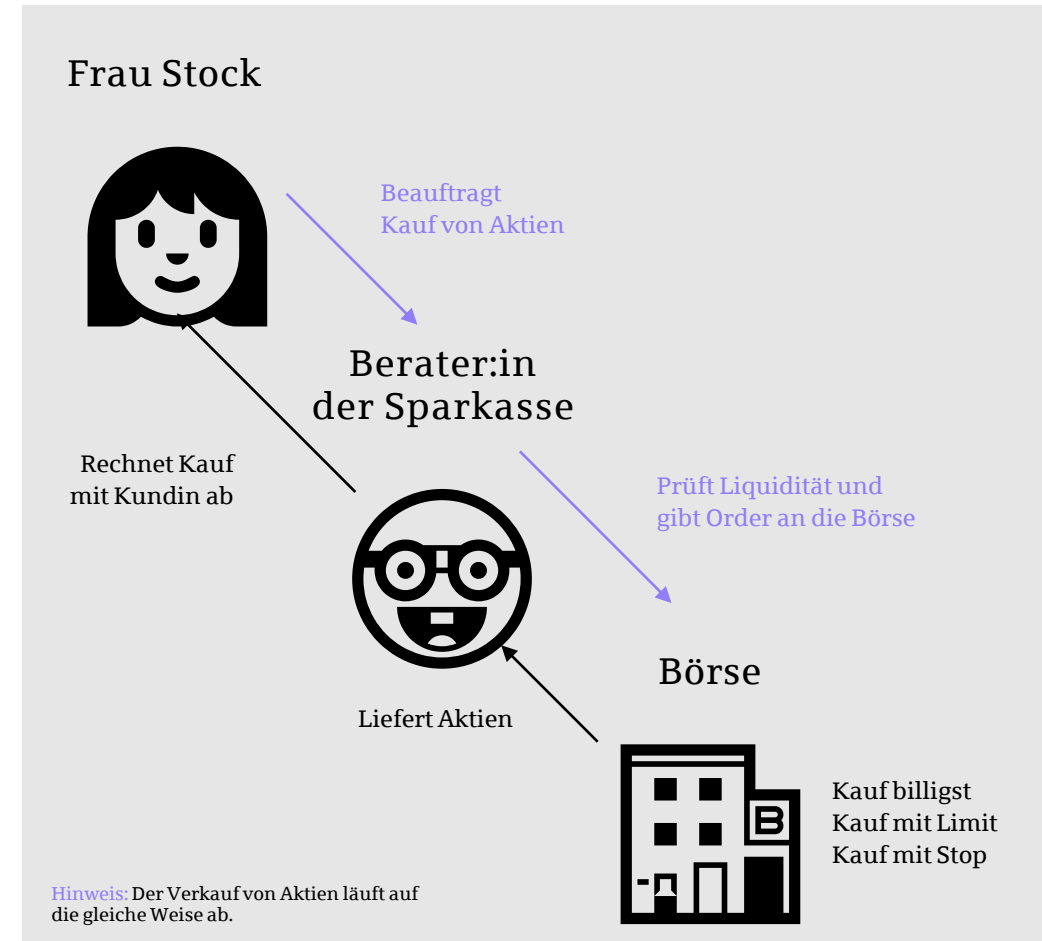 Frau Stock
Beauftragt
Kauf von Aktien
Berater:in
der Sparkasse
Rechnet Kauf
mit Kundin ab
Prüft Liquidität und
gibt Order an die Börse
Börse
Liefert Aktien
B
Kauf billigst
Kauf mit Limit
Kauf mit Stop
Hinweis: Der Verkauf von Aktien läuft auf
die gleiche Weise ab.